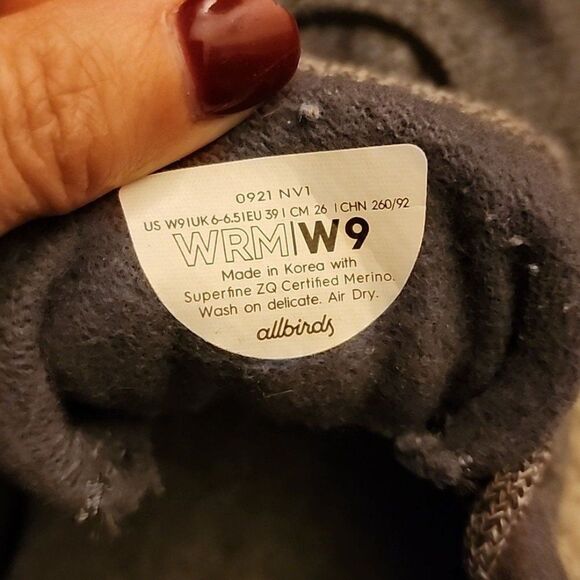 0921 NV1
US W9|UK 6-6.5|EU 39 | CM 26 | CHN 260/92
WRM|W9
Made in Korea with
Superfine ZQ Certified Merino.
Wash on delicate. Air Dry.
allbirds